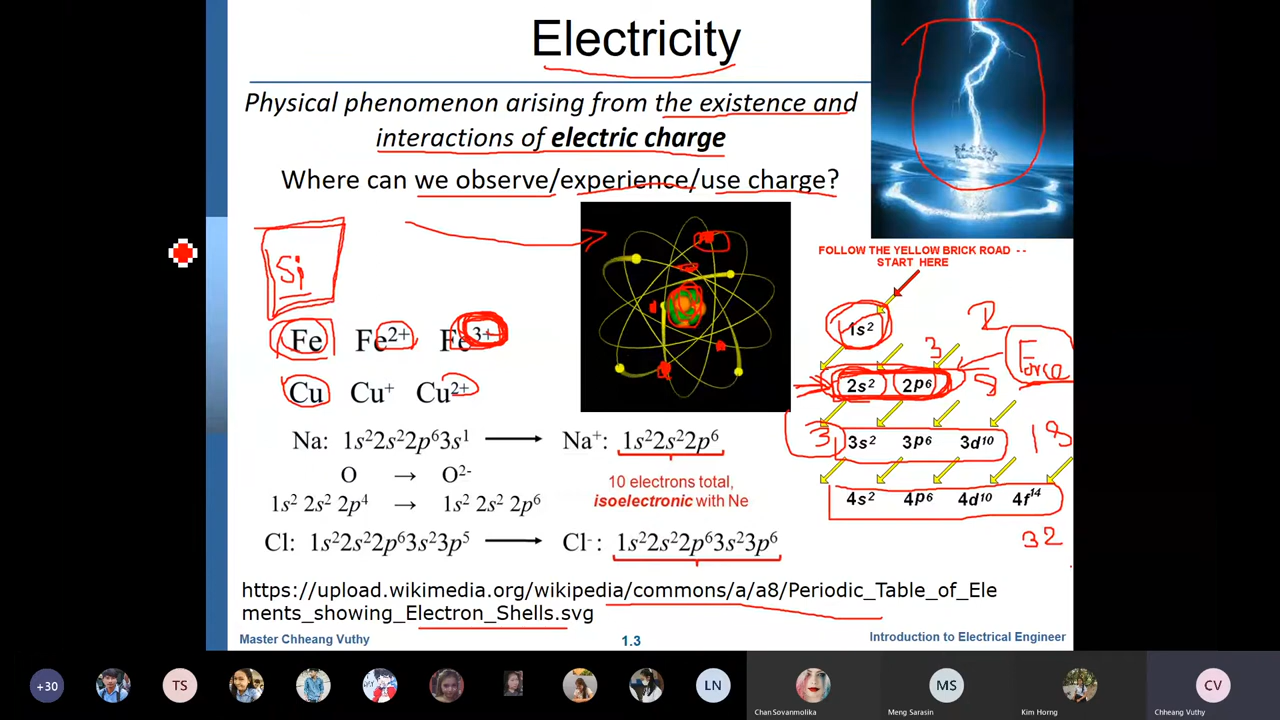 Electricity
Physical phenomenon arising from the existence and
interactions of electric charge
Where can we observe/experience/use charge?
FOLLOW THE YELLOW BRICK ROAD --
START HERE
Si
1s²
2
3
Force
Fe Fe²⁺ Fe³⁺
2s² 2p⁶
Cu Cu⁺ Cu²⁺
Na: 1s²2s²2p⁶3s¹ → Na⁺: 1s²2s²2p⁶
3 3s² 3p⁶ 3d¹⁰ 18
O → O²⁻
10 electrons total,
isoelectronic with Ne
1s² 2s² 2p⁴ → 1s² 2s² 2p⁶
4s² 4p⁶ 4d¹⁰ 4f¹⁴
32
Cl: 1s²2s²2p⁶3s²3p⁵ → Cl⁻: 1s²2s²2p⁶3s²3p⁶
https://upload.wikimedia.org/wikipedia/commons/a/a8/Periodic_Table_of_Ele
ments_showing_Electron_Shells.svg
Master Chheang Vuthy 1.3 Introduction to Electrical Engineer
+30 TS LN MS CV
Chan Sovanmolika Meng Sarasin Kim Horng Chheang Vuthy